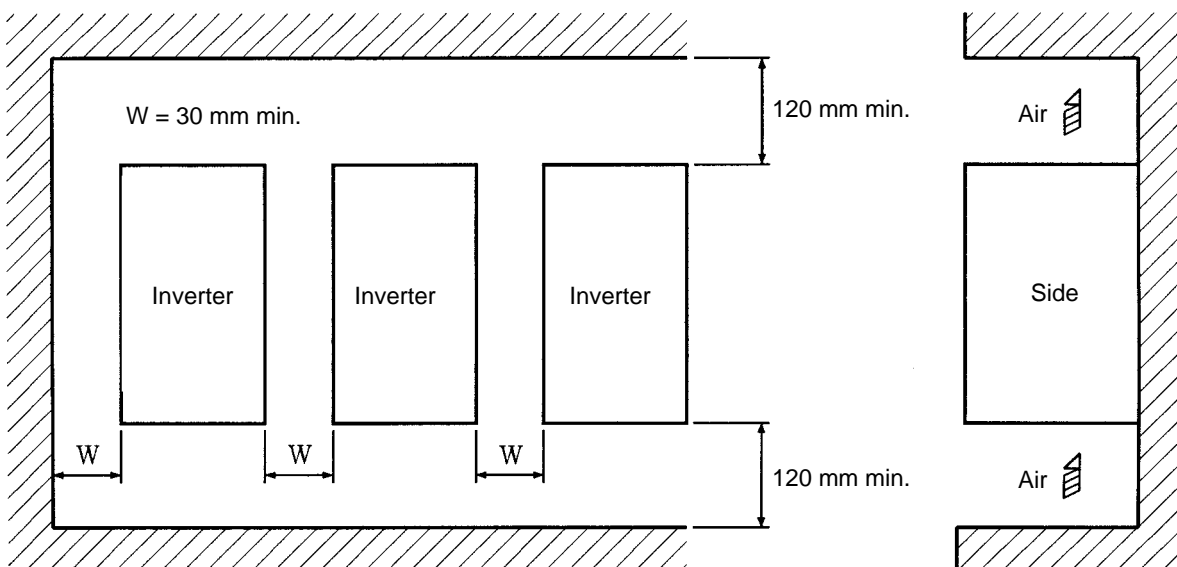 W = 30 mm min.
120 mm min.
Air
Inverter
Inverter
Inverter
Side
W
W
W
120 mm min.
Air